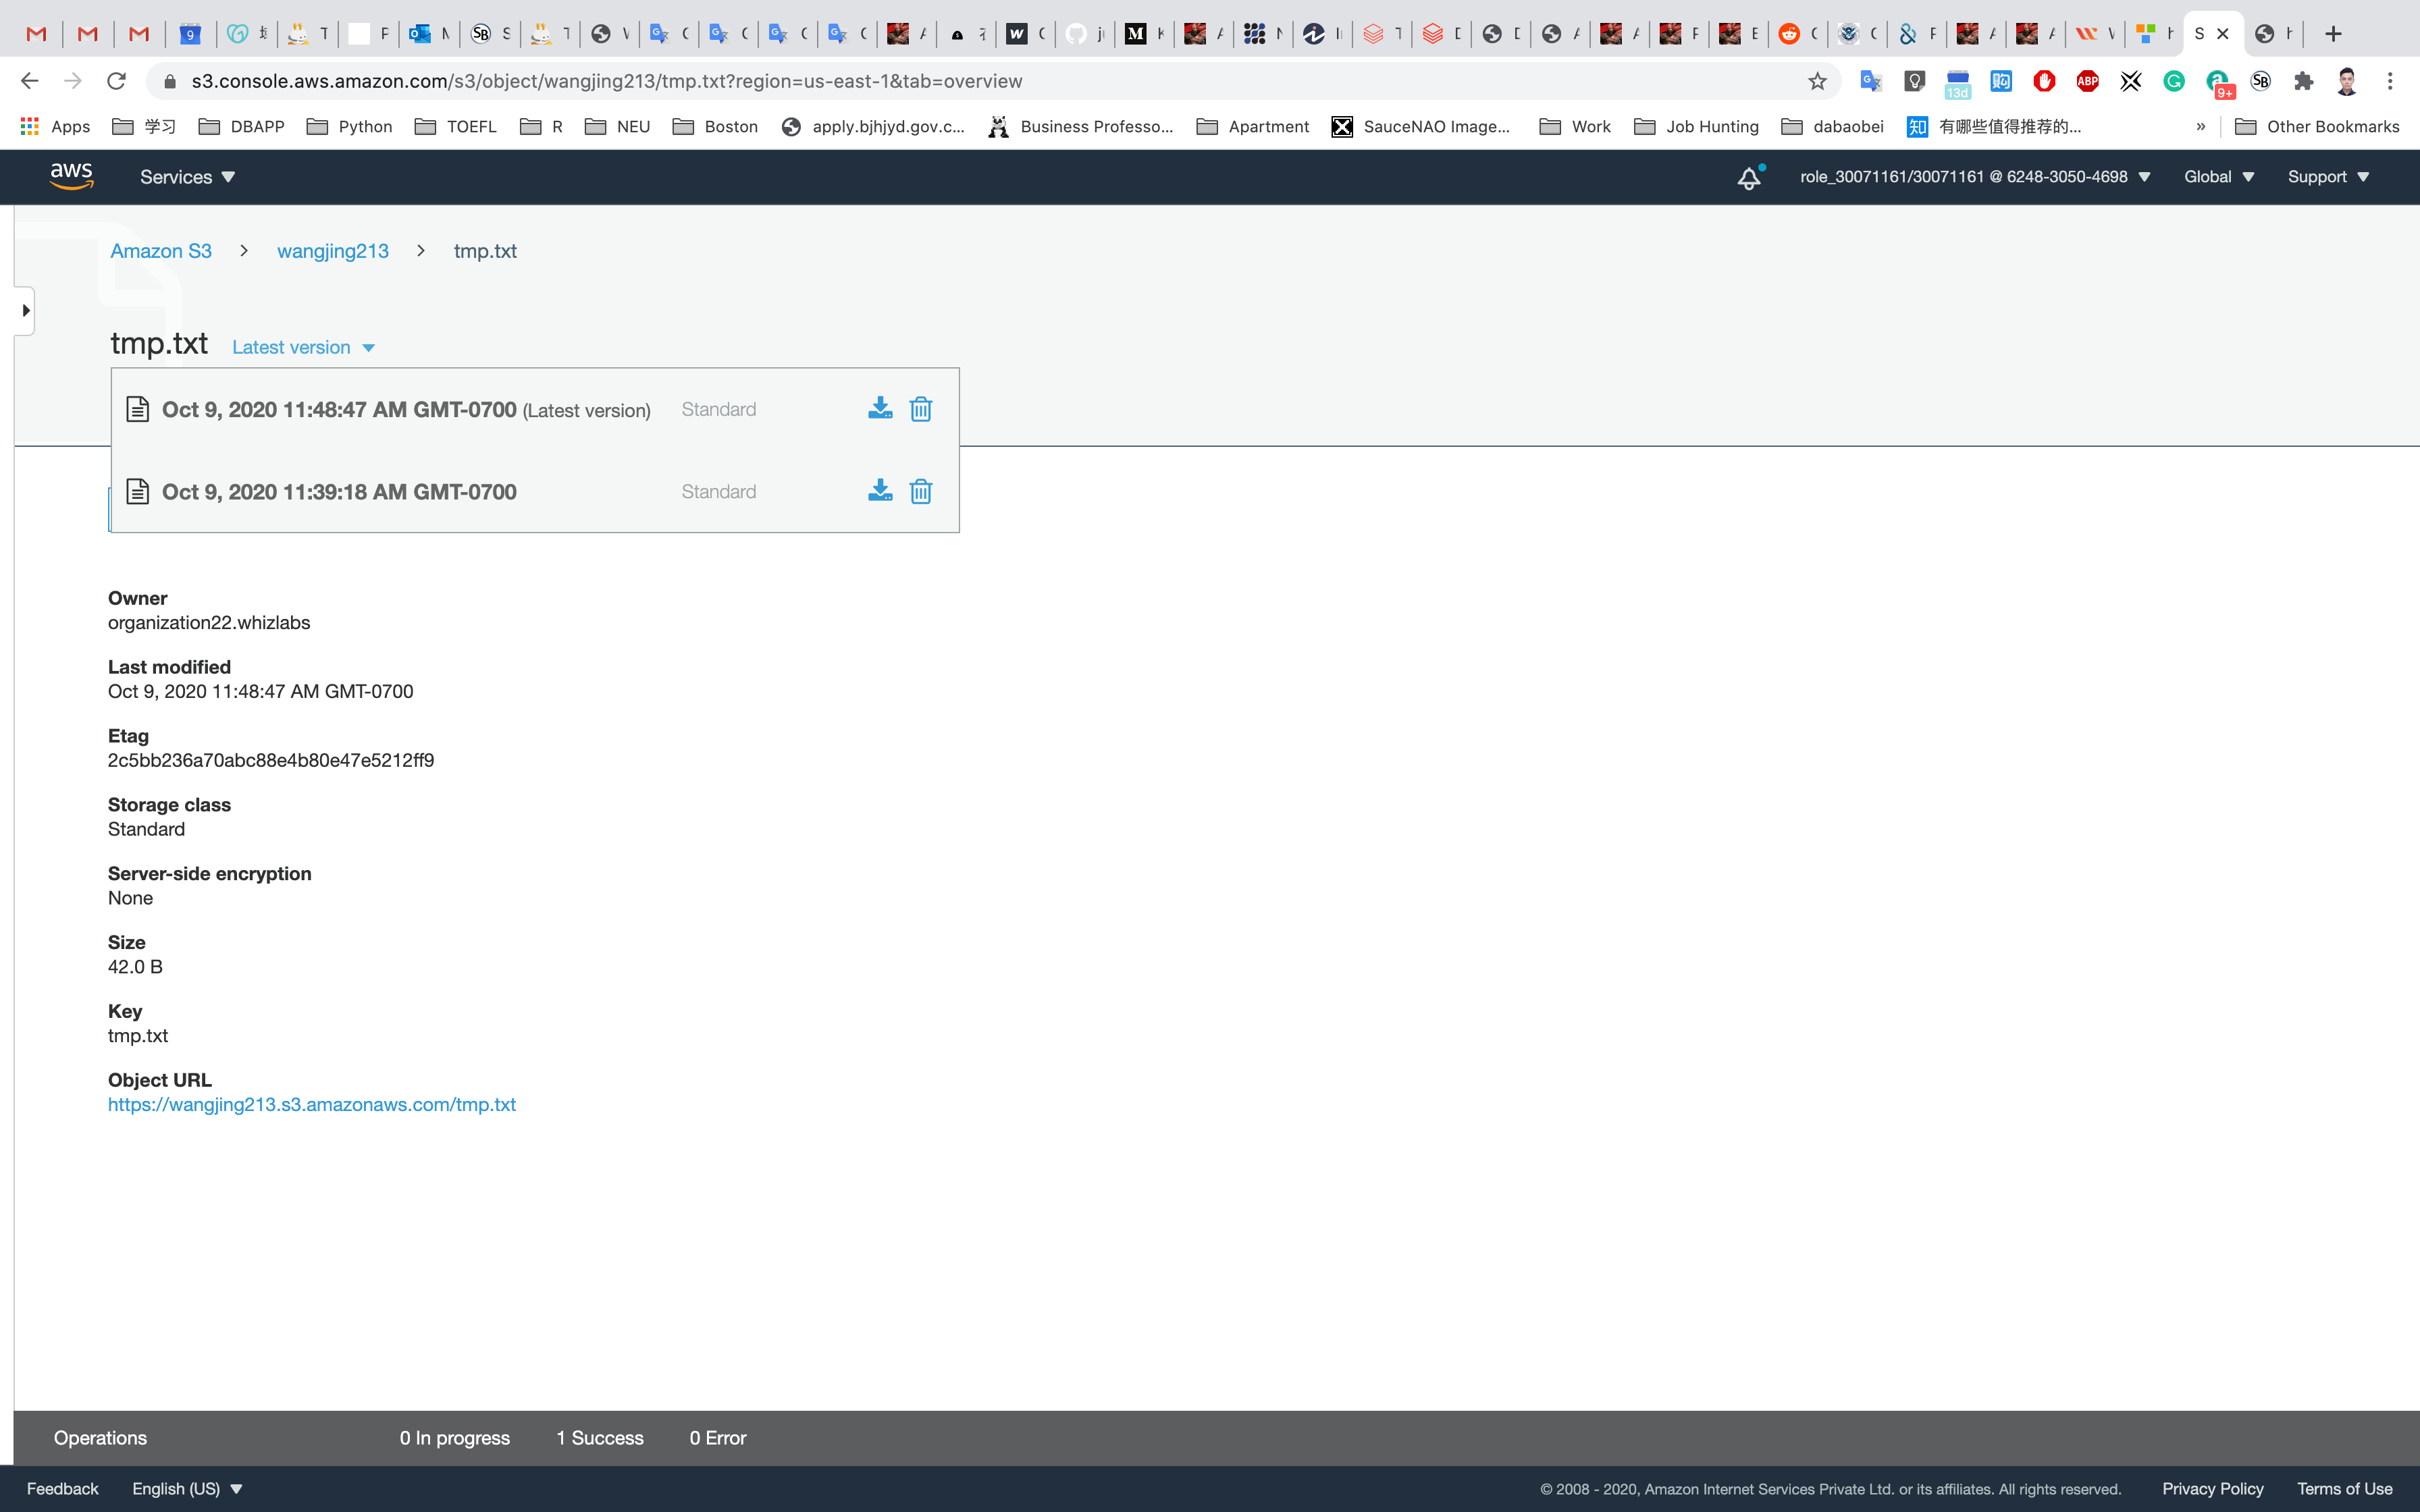 s3.console.aws.amazon.com/s3/object/wangjing213/tmp.txt?region=us-east-1&tab=overview
13d
ABP
9+
Apps
学习
DBAPP
Python
TOEFL
R
NEU
Boston
apply.bjhjyd.gov.c...
Business Professo...
Apartment
SauceNAO Image...
Work
Job Hunting
dabaobei
知 有哪些值得推荐的...
»
Other Bookmarks
aws
Services
role_30071161/30071161 @ 6248-3050-4698
Global
Support
Amazon S3 > wangjing213 > tmp.txt
tmp.txt Latest version
Oct 9, 2020 11:48:47 AM GMT-0700 (Latest version) Standard
Oct 9, 2020 11:39:18 AM GMT-0700 Standard
Owner
organization22.whizlabs
Last modified
Oct 9, 2020 11:48:47 AM GMT-0700
Etag
2c5bb236a70abc88e4b80e47e5212ff9
Storage class
Standard
Server-side encryption
None
Size
42.0 B
Key
tmp.txt
Object URL
https://wangjing213.s3.amazonaws.com/tmp.txt
Operations 0 In progress 1 Success 0 Error
Feedback English (US) © 2008 - 2020, Amazon Internet Services Private Ltd. or its affiliates. All rights reserved. Privacy Policy Terms of Use